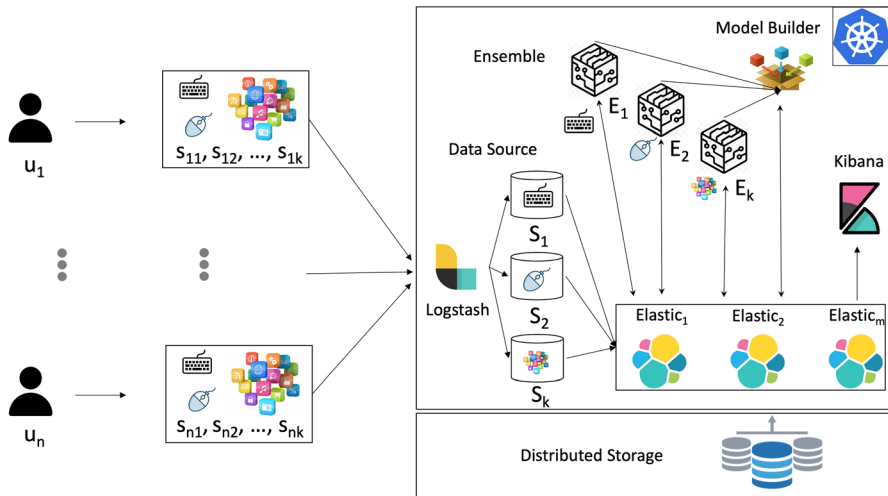 Model Builder
Ensemble
E1
E2
Ek
u1
S11, S12, ..., S1k
Data Source
Kibana
S1
Logstash
S2
Sk
Elastic1
Elastic2
Elasticm
un
Sn1, Sn2, ..., Snk
Distributed Storage